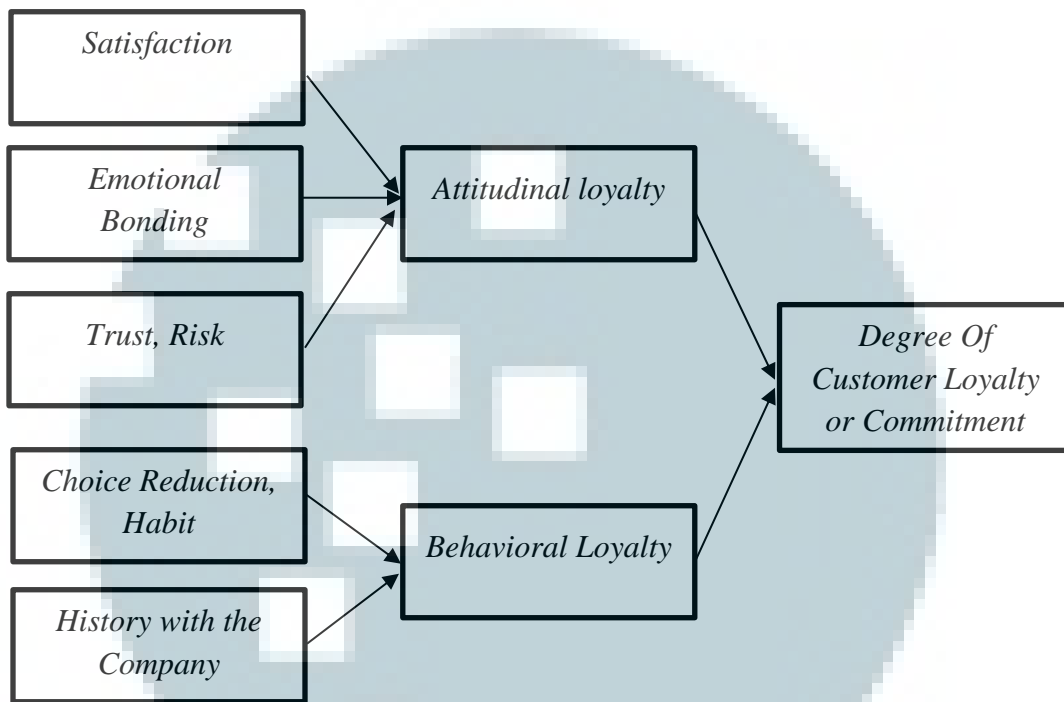 Satisfaction
Emotional
Bonding
Trust, Risk
Choice Reduction,
Habit
History with the
Company
Attitudinal loyalty
Behavioral Loyalty
Degree Of
Customer Loyalty
or Commitment